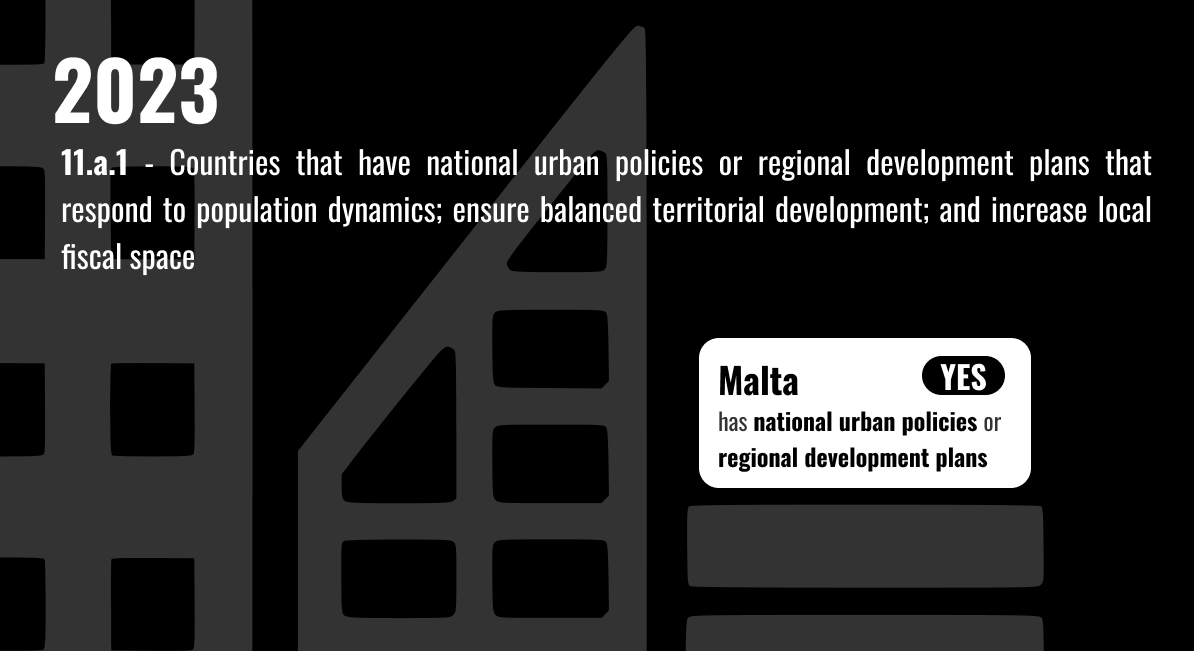 2023
11.a.1 - Countries that have national urban policies or regional development plans that
respond to population dynamics; ensure balanced territorial development; and increase local
fiscal space
Malta YES
has national urban policies or
regional development plans